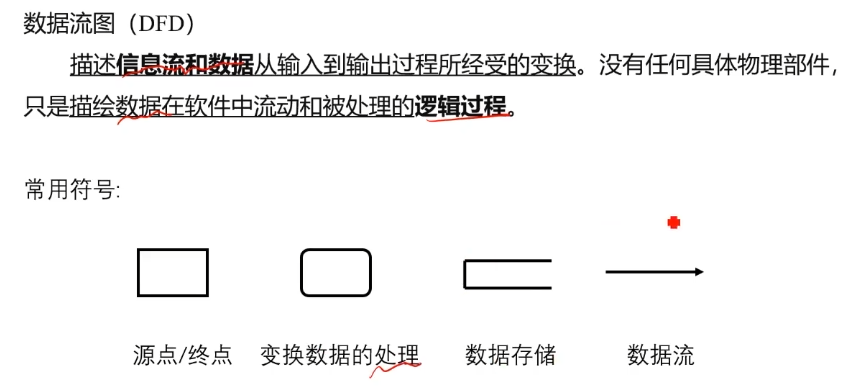 数据流图（DFD）
描述信息流和数据从输入到输出过程所经受的变换。没有任何具体物理部件，
只是描绘数据在软件中流动和被处理的逻辑过程。
常用符号:
源点/终点 变换数据的处理 数据存储 数据流